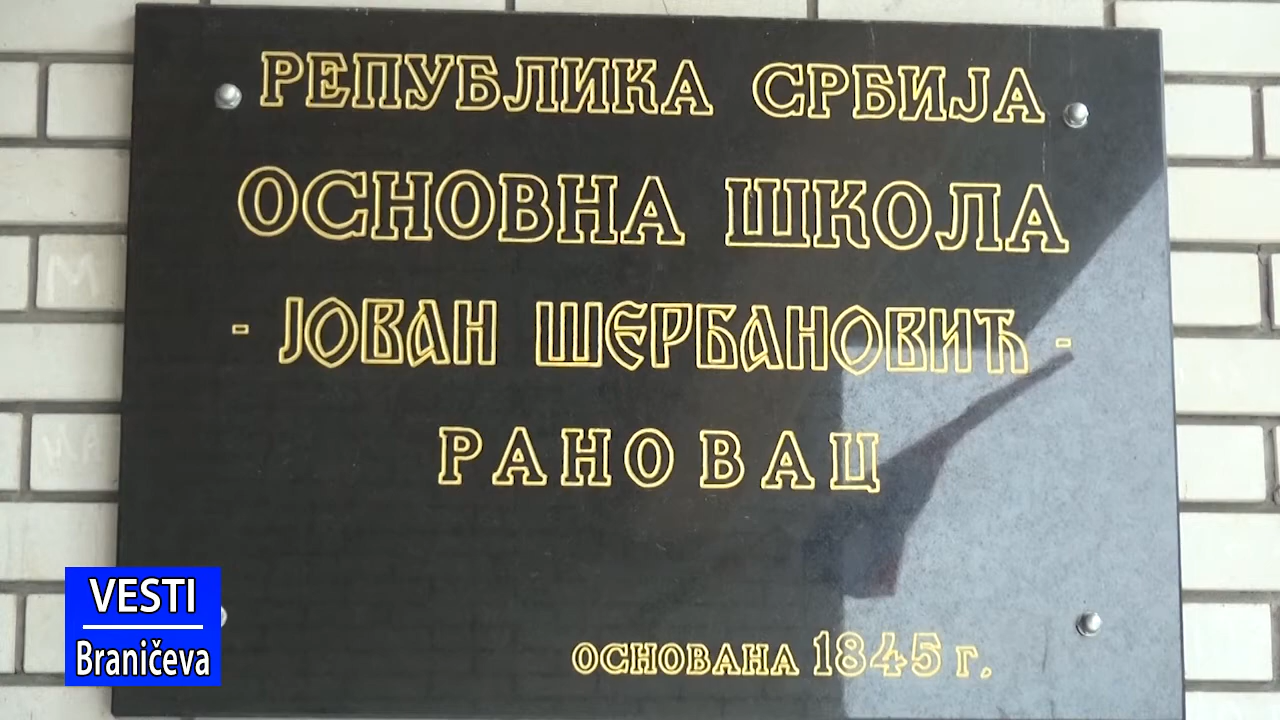 РЕПУБЛИКА СРБИЈА
ОСНОВНА ШКОЛА
- ЈОВАН ШЕРБАНОВИЋ -
РАНОВАЦ
ОСНОВАНА 1845 г.
VESTI
Braničeva